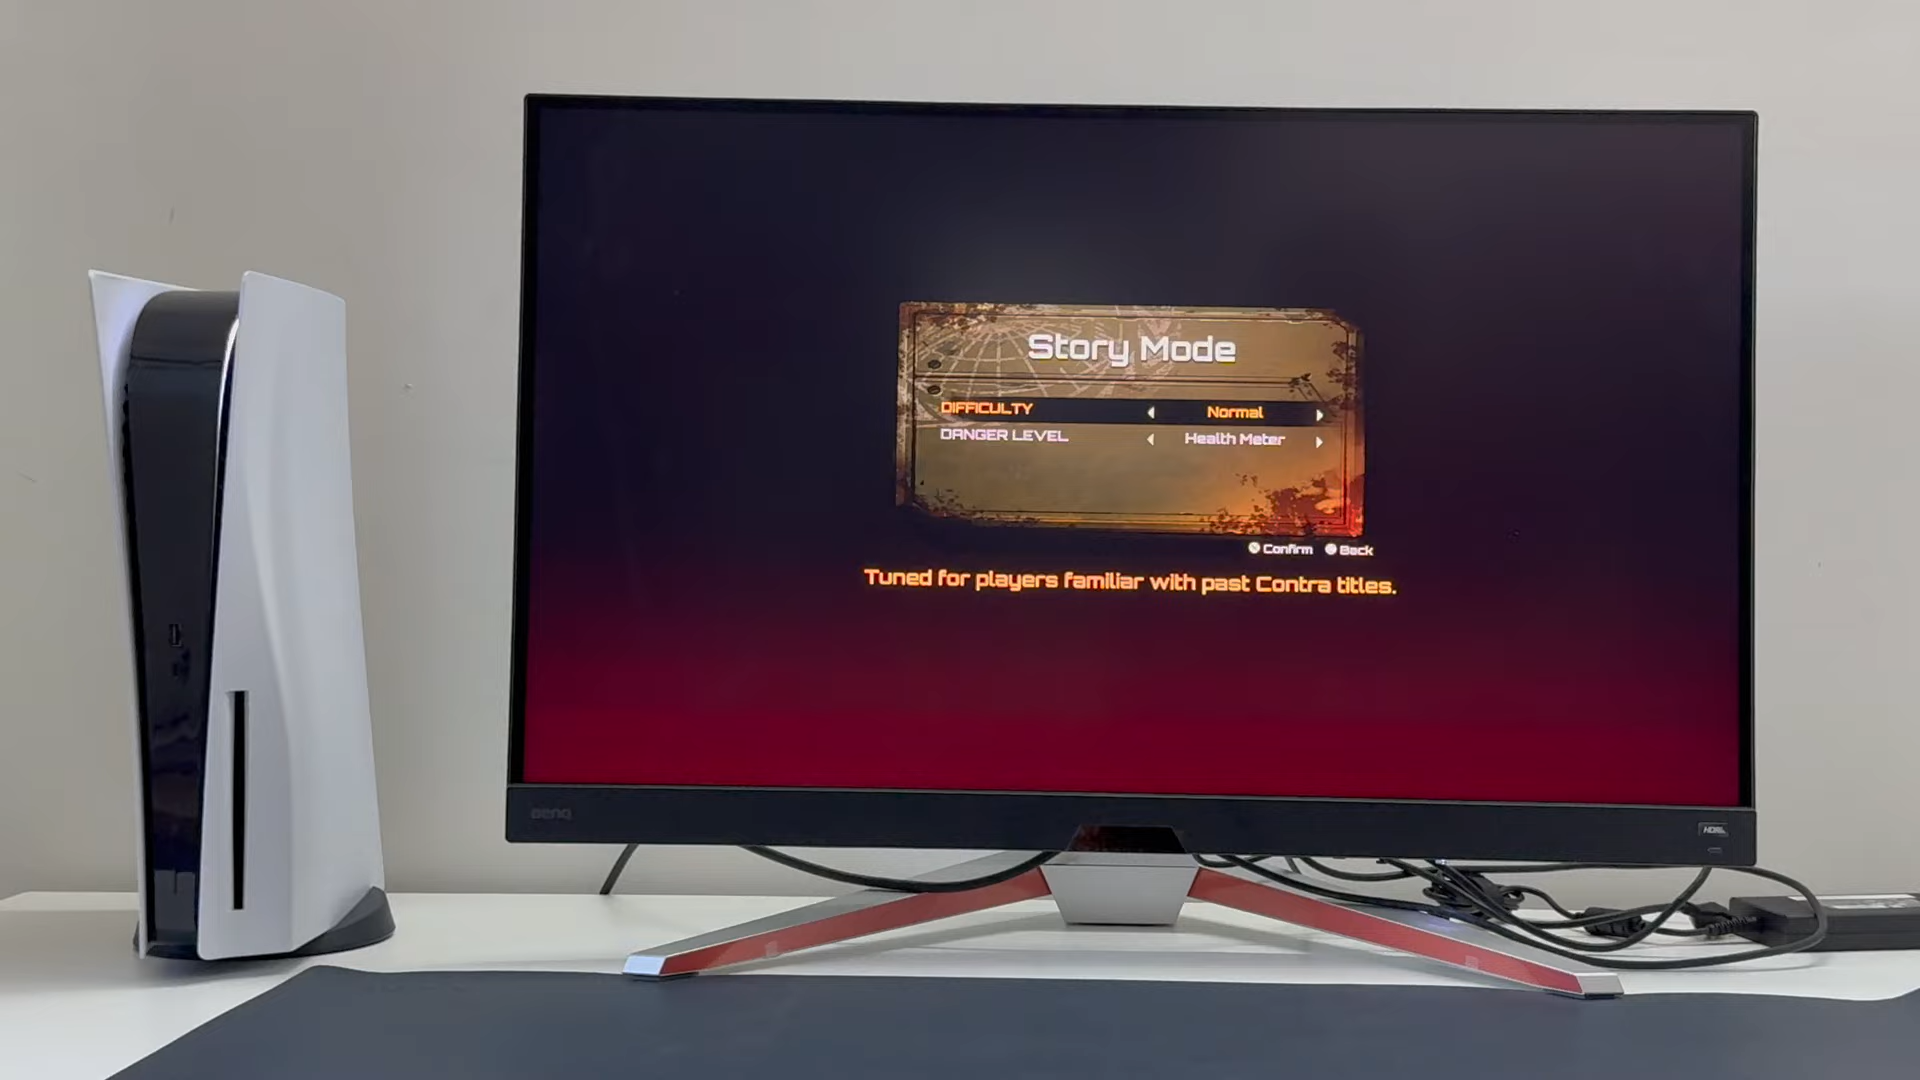 Story Mode
DIFFICULTY Normal
DANGER LEVEL Health Meter
Confirm Back
Tuned for players familiar with past Contra titles.
BenQ
HDMI